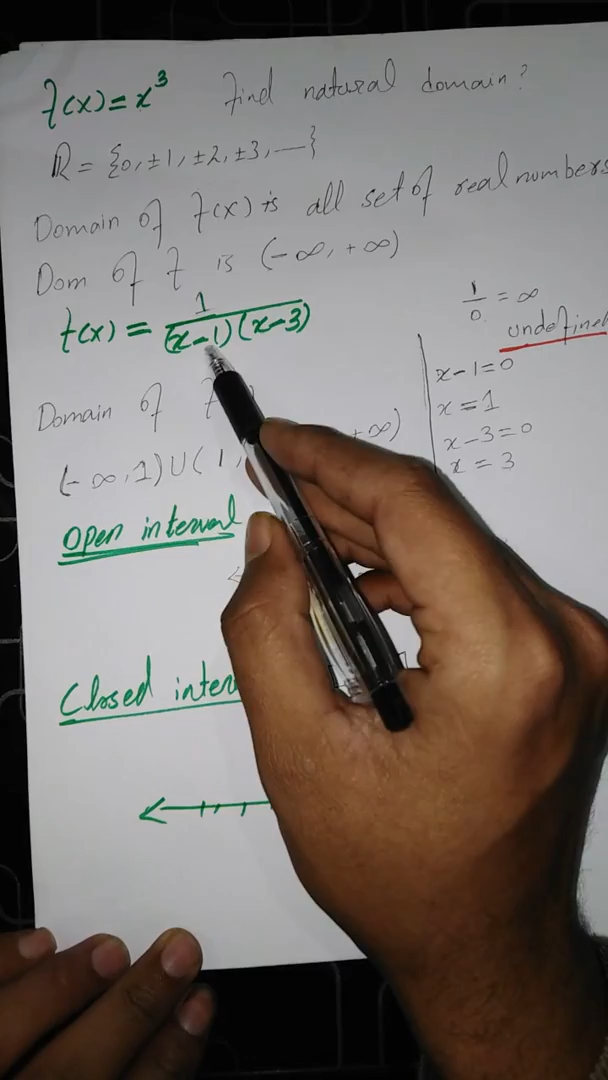 f(x) = x³ Find natural domain?
ℝ = {0, ±1, ±2, ±3, ---}
Domain of f(x) is all set of real numbers
Dom of f is (-∞, +∞)
f(x) = 1/(x-1)(x-3)
1/0 = ∞
undefined
x-1=0
x = 1
x-3=0
x = 3
Domain of f
(-∞, 1) U (1, +∞)
Open interval
Closed inter